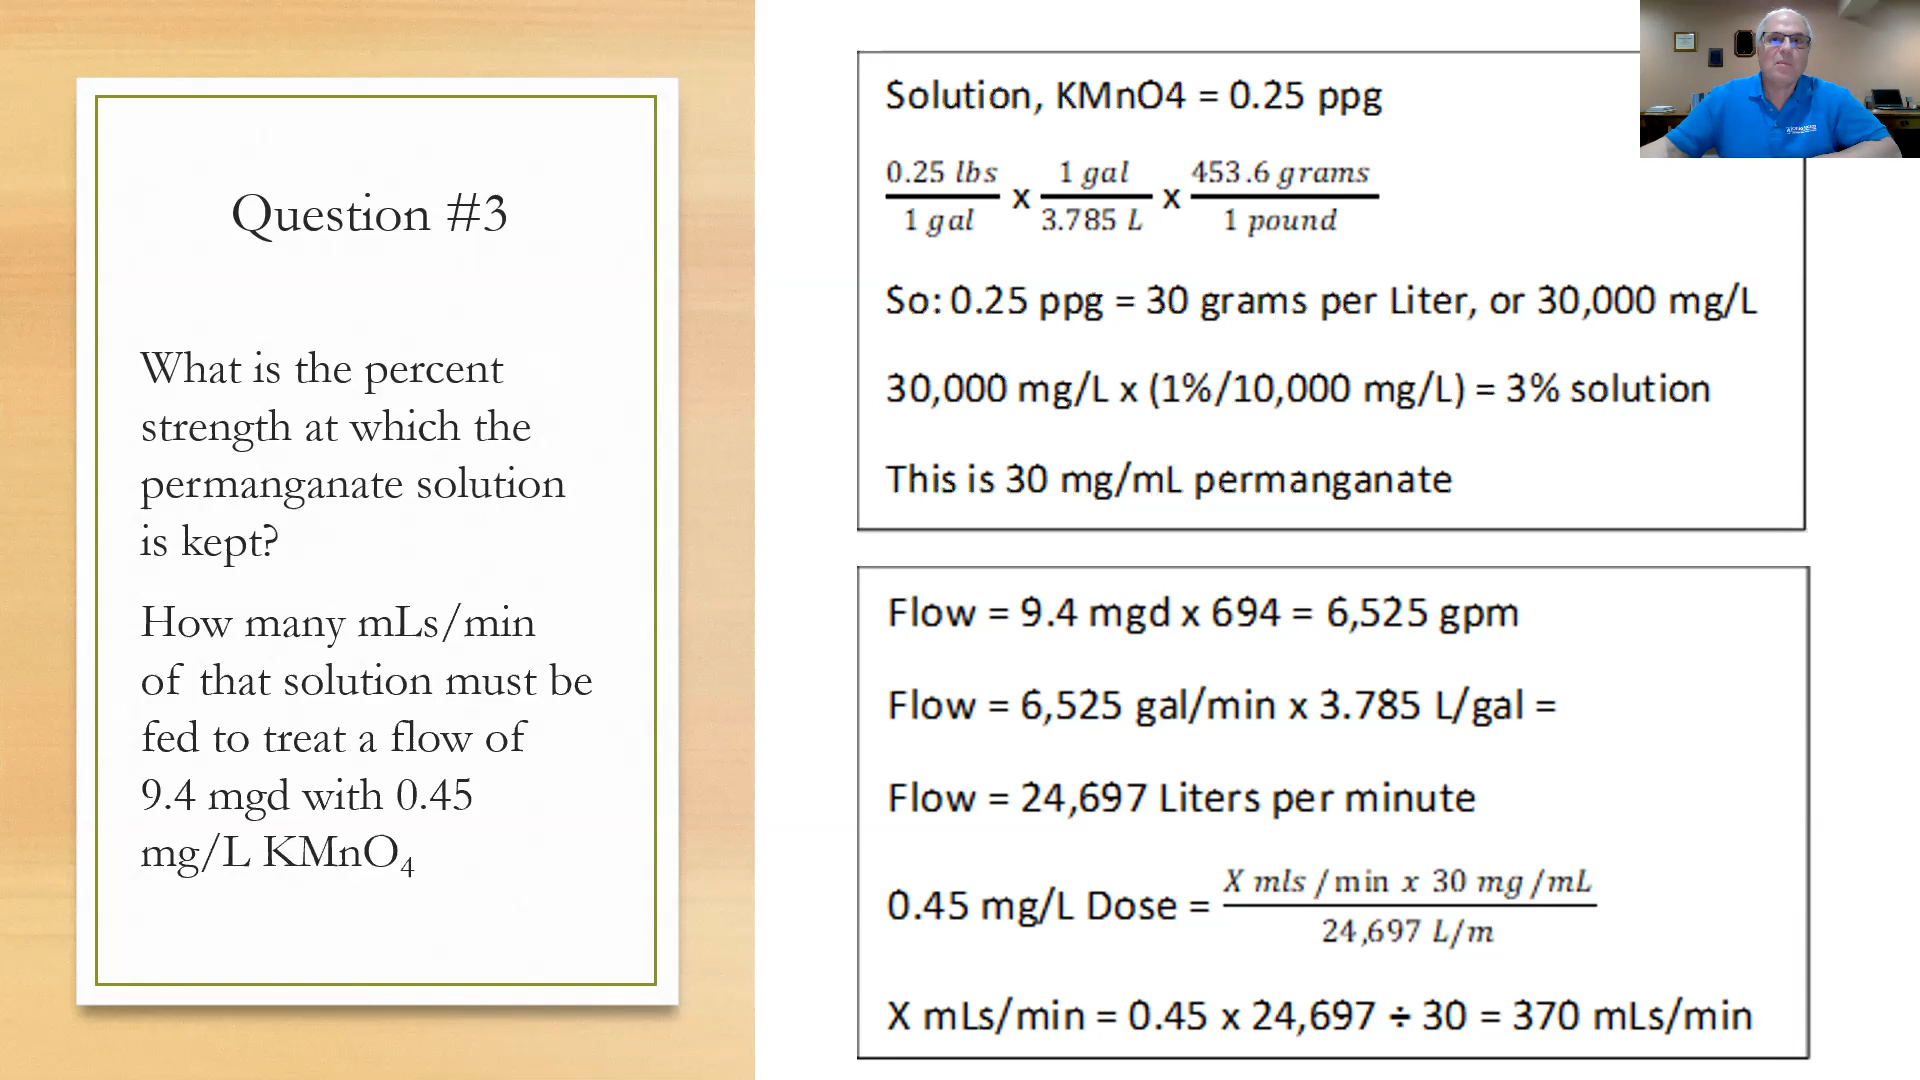 Question #3
What is the percent
strength at which the
permanganate solution
is kept?
How many mLs/min
of that solution must be
fed to treat a flow of
9.4 mgd with 0.45
mg/L KMnO₄
Solution, KMnO4 = 0.25 ppg
0.25 lbs / 1 gal x 1 gal / 3.785 L x 453.6 grams / 1 pound
So: 0.25 ppg = 30 grams per Liter, or 30,000 mg/L
30,000 mg/L x (1%/10,000 mg/L) = 3% solution
This is 30 mg/mL permanganate
Flow = 9.4 mgd x 694 = 6,525 gpm
Flow = 6,525 gal/min x 3.785 L/gal =
Flow = 24,697 Liters per minute
0.45 mg/L Dose = X mls / min x 30 mg /mL / 24,697 L/m
X mLs/min = 0.45 x 24,697 ÷ 30 = 370 mLs/min